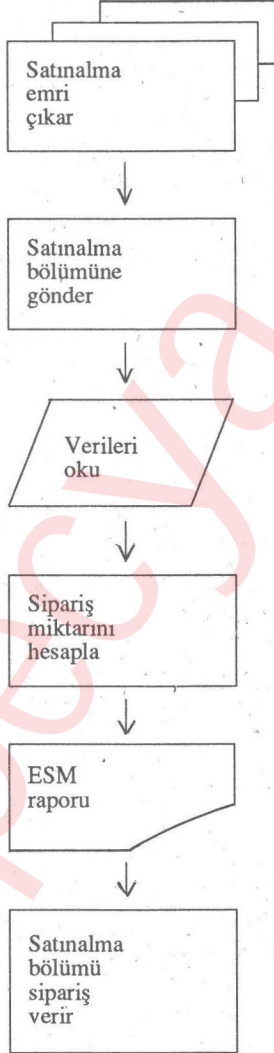 Satınalma
emri
çıkar
Satınalma
bölümüne
gönder
Verileri
oku
Sipariş
miktarını
hesapla
ESM
raporu
Satınalma
bölümü
sipariş
verir